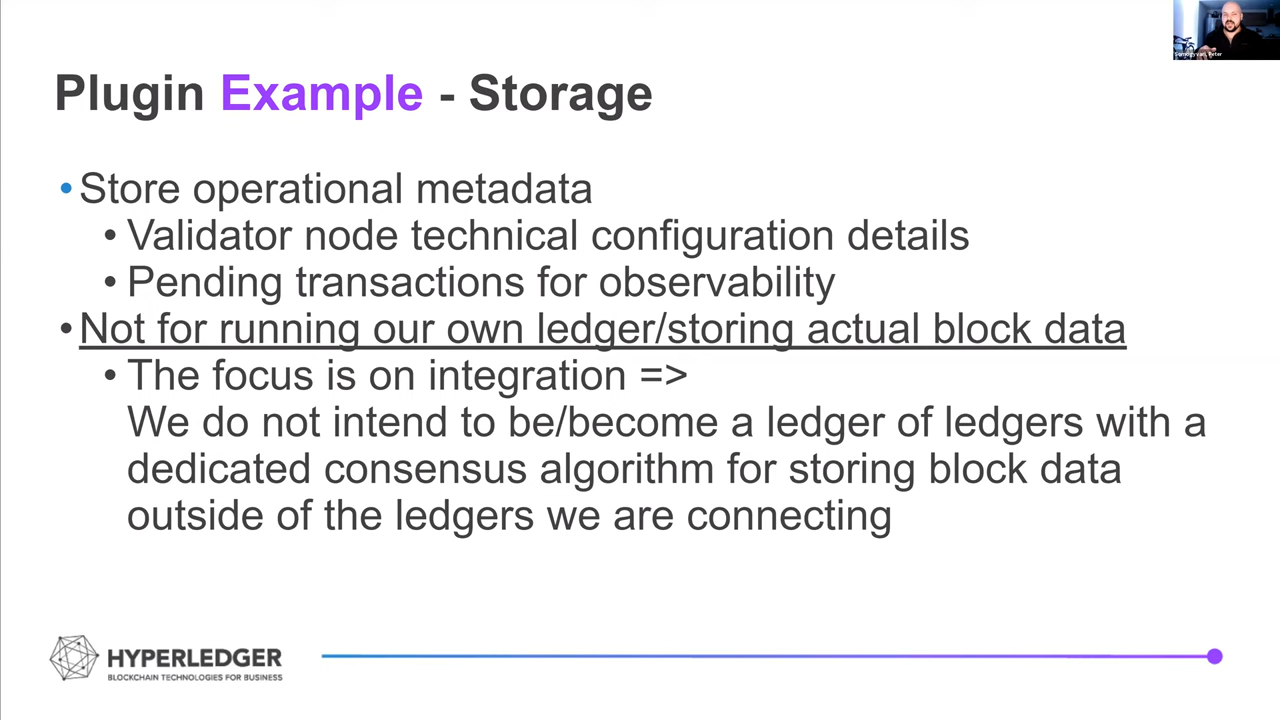 Somogyvari, Peter
Plugin Example - Storage
• Store operational metadata
• Validator node technical configuration details
• Pending transactions for observability
• Not for running our own ledger/storing actual block data
• The focus is on integration =>
We do not intend to be/become a ledger of ledgers with a
dedicated consensus algorithm for storing block data
outside of the ledgers we are connecting
HYPERLEDGER
BLOCKCHAIN TECHNOLOGIES FOR BUSINESS